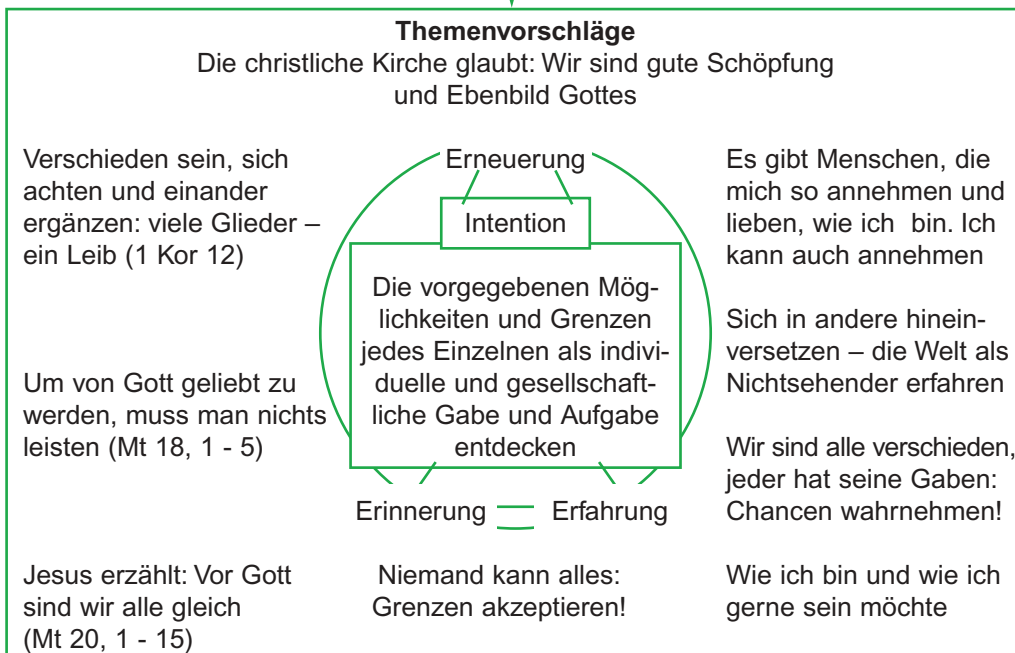 Themenvorschläge
Die christliche Kirche glaubt: Wir sind gute Schöpfung
und Ebenbild Gottes
Verschieden sein, sich
achten und einander
ergänzen: viele Glieder –
ein Leib (1 Kor 12)
Um von Gott geliebt zu
werden, muss man nichts
leisten (Mt 18, 1 - 5)
Jesus erzählt: Vor Gott
sind wir alle gleich
(Mt 20, 1 - 15)
Erneuerung
Intention
Die vorgegebenen Mög-
lichkeiten und Grenzen
jedes Einzelnen als indivi-
duelle und gesellschaft-
liche Gabe und Aufgabe
entdecken
Erinnerung
Erfahrung
Niemand kann alles:
Grenzen akzeptieren!
Es gibt Menschen, die
mich so annehmen und
lieben, wie ich bin. Ich
kann auch annehmen
Sich in andere hinein-
versetzen – die Welt als
Nichtsehender erfahren
Wir sind alle verschieden,
jeder hat seine Gaben:
Chancen wahrnehmen!
Wie ich bin und wie ich
gerne sein möchte